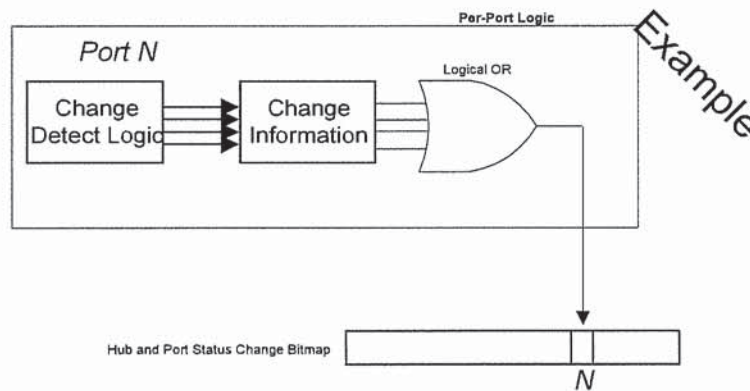 Per-Port Logic
Example
Port N
Logical OR
Change
Detect Logic
Change
Information
Hub and Port Status Change Bitmap
N